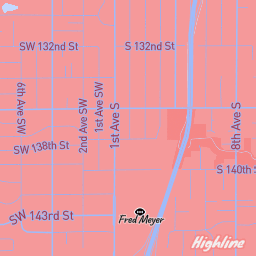 SW 132nd St
S 132nd St
6th Ave SW
2nd Ave SW
1st Ave SW
1st Ave S
8th Ave S
SW 138th St
S 140th S
SW 143rd St
Fred Meyer
Highline